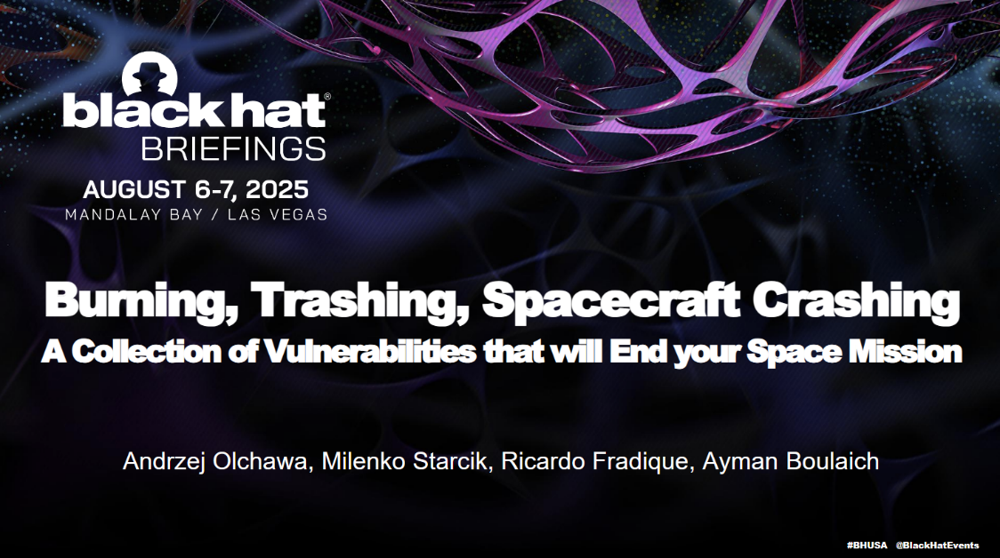 black hat®
BRIEFINGS
AUGUST 6-7, 2025
MANDALAY BAY / LAS VEGAS
Burning, Trashing, Spacecraft Crashing
A Collection of Vulnerabilities that will End your Space Mission
Andrzej Olchawa, Milenko Starcik, Ricardo Fradique, Ayman Boulaich
#BHUSA @BlackHatEvents